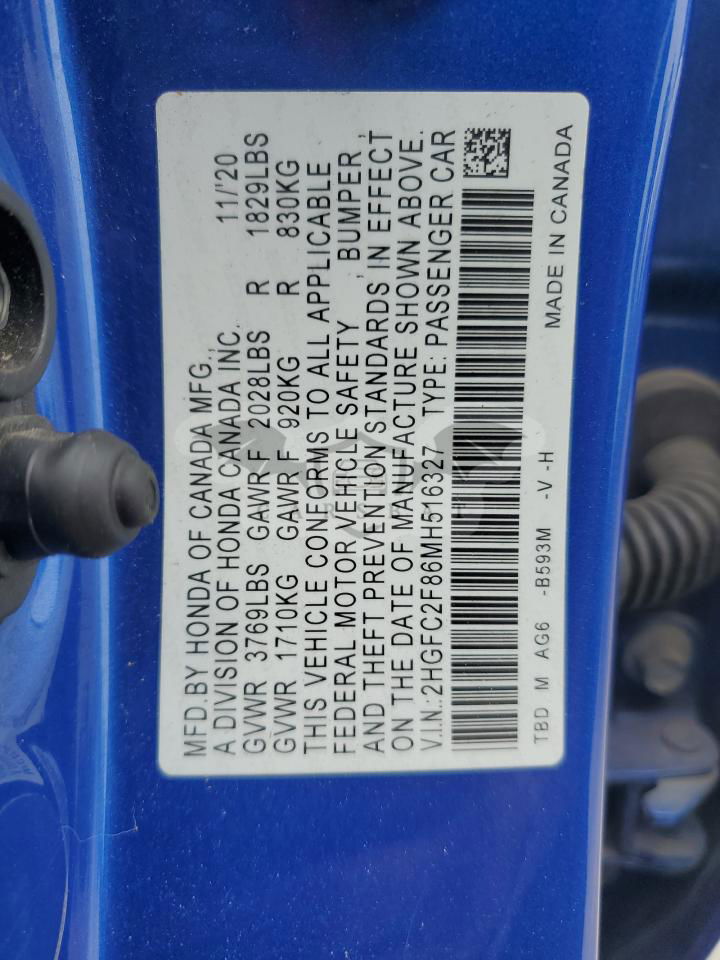 MFD.BY HONDA OF CANADA MFG., 11/'20
A DIVISION OF HONDA CANADA INC.
GVWR 3769LBS GAWR F 2028LBS R 1829LBS
GVWR 1710KG GAWR F 920KG R 830KG
THIS VEHICLE CONFORMS TO ALL APPLICABLE
FEDERAL MOTOR VEHICLE SAFETY , BUMPER ,
AND THEFT PREVENTION STANDARDS IN EFFECT
ON THE DATE OF MANUFACTURE SHOWN ABOVE.
V.I.N.:2HGFC2F86MH516327 TYPE: PASSENGER CAR
TBD M AG6 -B593M -V -H MADE IN CANADA